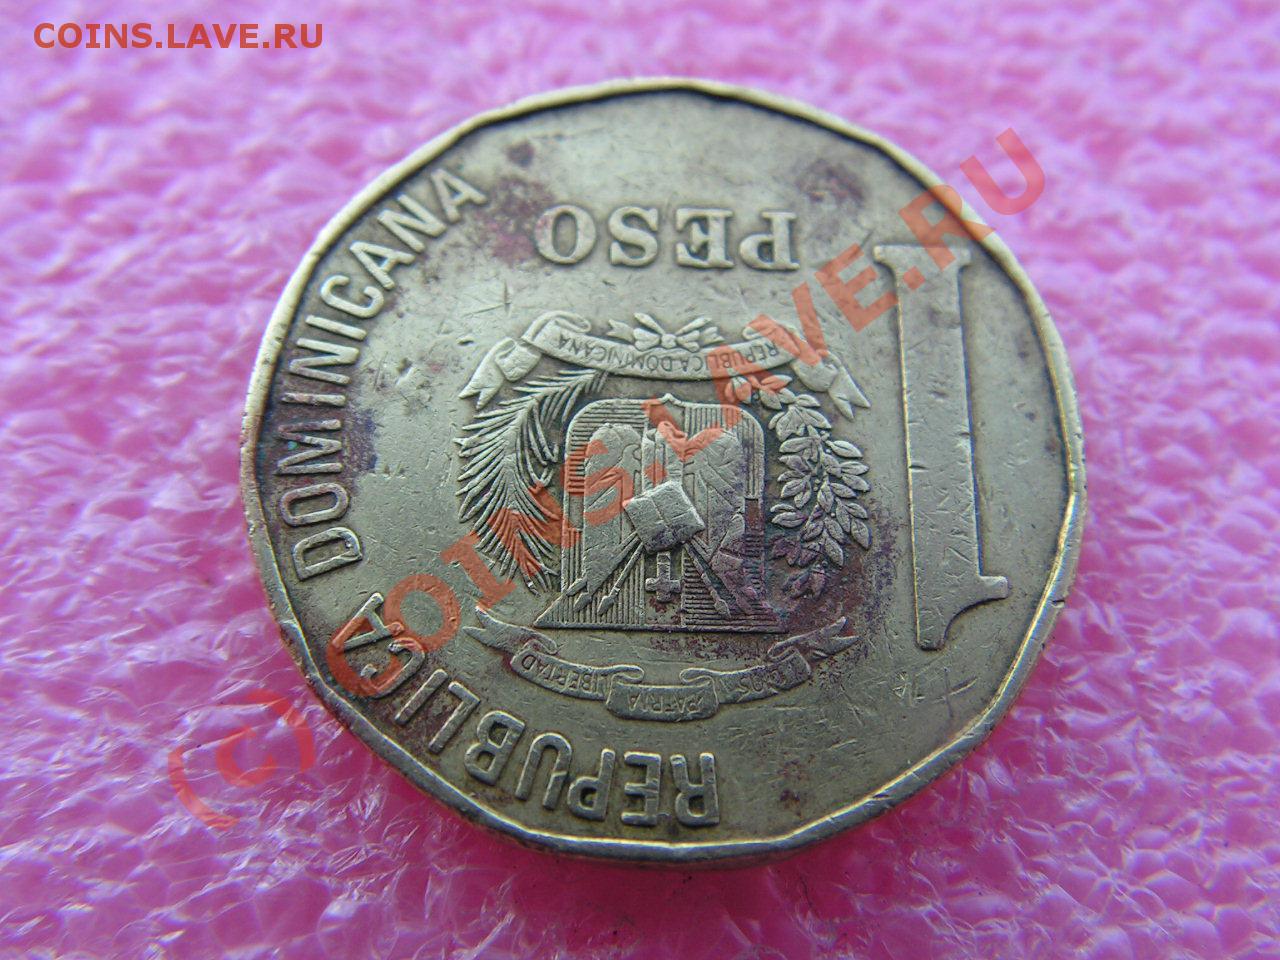 COINS.LAVE.RU
REPUBLICA DOMINICANA
1
PESO
REPUBLICA DOMINICANA
DIOS PATRIA LIBERTAD
(c) COINS.LAVE.RU